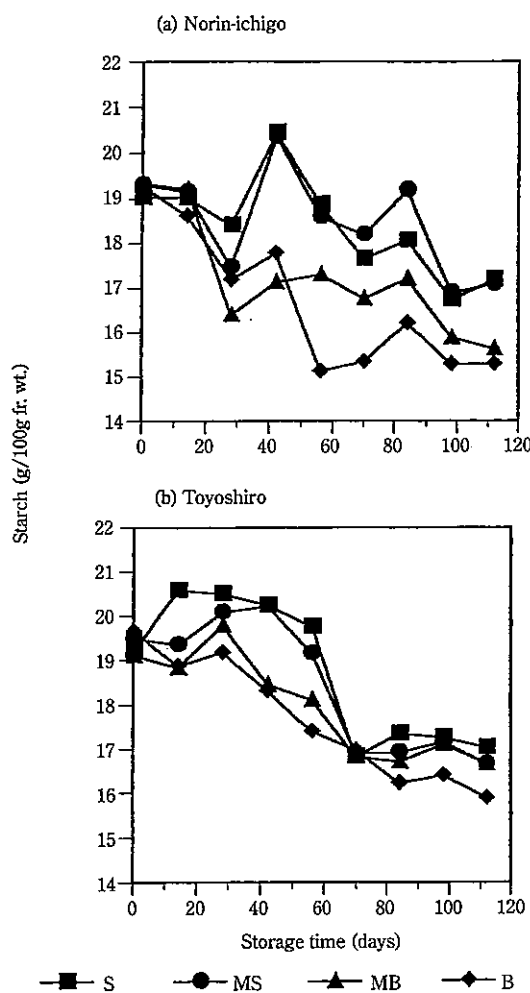 (a) Norin-ichigo
22
21
20
19
18
17
16
15
14
0 20 40 60 80 100 120
Starch (g/100g fr. wt.)
(b) Toyoshiro
22
21
20
19
18
17
16
15
14
0 20 40 60 80 100 120
Storage time (days)
S MS MB B